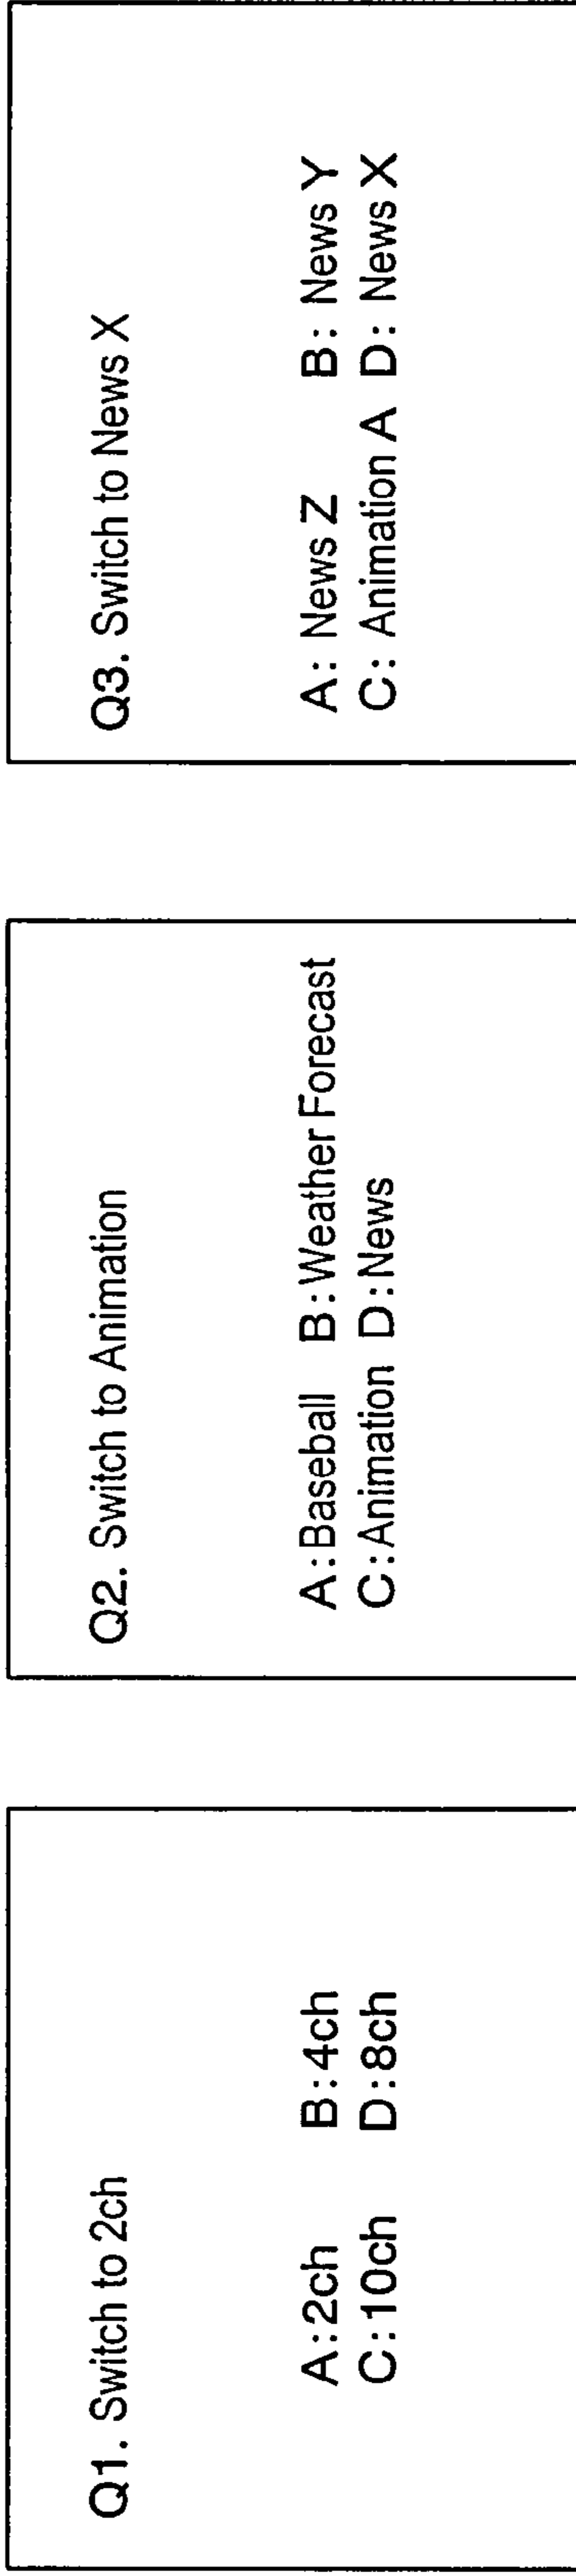 Q1. Switch to 2ch
A:2ch B:4ch
C:10ch D:8ch
Q2. Switch to Animation
A:Baseball B:Weather Forecast
C:Animation D:News
Q3. Switch to News X
A: News Z B: News Y
C: Animation A D: News X